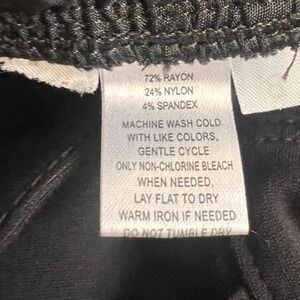 72% RAYON
24% NYLON
4% SPANDEX
MACHINE WASH COLD
WITH LIKE COLORS,
GENTLE CYCLE
ONLY NON-CHLORINE BLEACH
WHEN NEEDED,
LAY FLAT TO DRY
WARM IRON IF NEEDED
DO NOT TUMBLE DRY